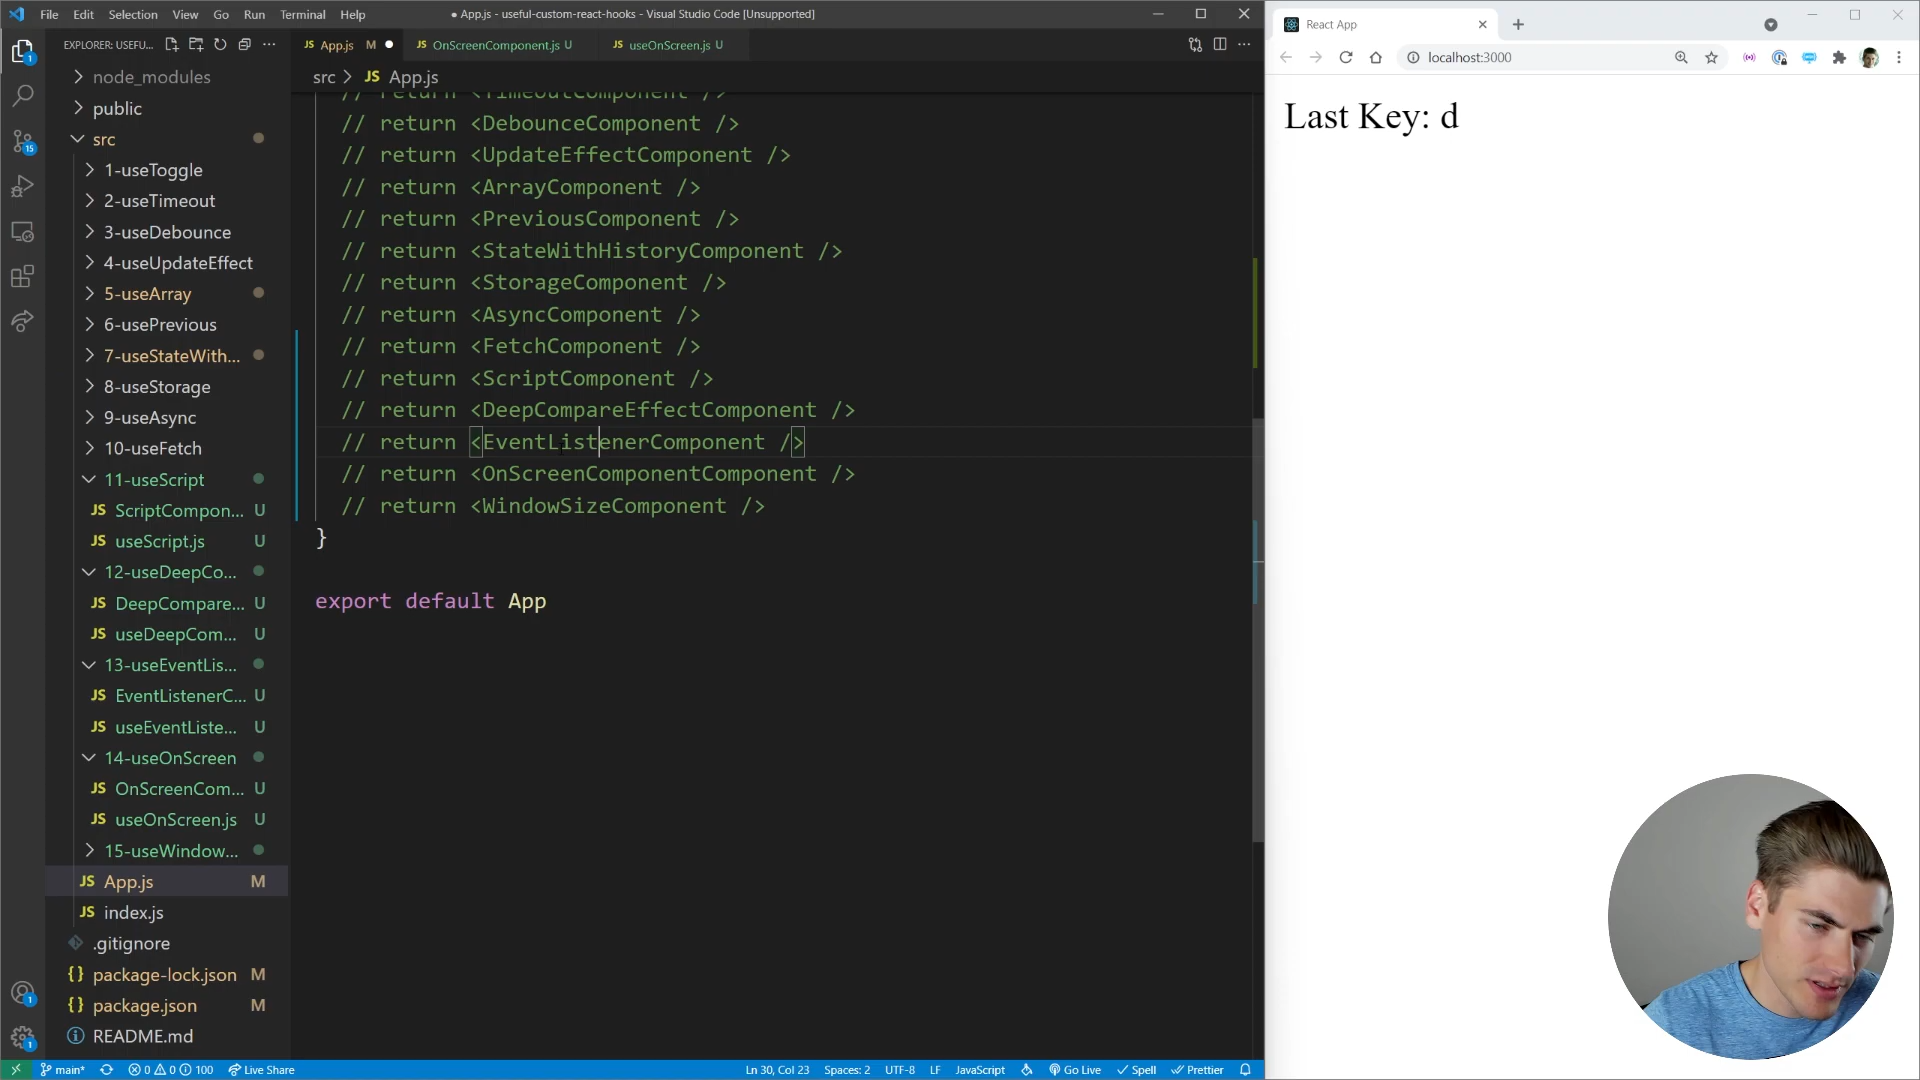 File Edit Selection View Go Run Terminal Help
● App.js - useful-custom-react-hooks - Visual Studio Code [Unsupported]
React App
EXPLORER: USEFU...
JS App.js M ●
JS OnScreenComponent.js U
JS useOnScreen.js U
localhost:3000
src > JS App.js
node_modules
public
src
1-useToggle
2-useTimeout
3-useDebounce
4-useUpdateEffect
5-useArray
6-usePrevious
7-useStateWith...
8-useStorage
9-useAsync
10-useFetch
11-useScript
JS ScriptCompon... U
JS useScript.js U
12-useDeepCo...
JS DeepCompare... U
JS useDeepCom... U
13-useEventLis...
JS EventListenerC... U
JS useEventListe... U
14-useOnScreen
JS OnScreenCom... U
JS useOnScreen.js U
15-useWindow...
JS App.js M
JS index.js
.gitignore
{} package-lock.json M
{} package.json M
README.md
1
15
1
1
// return <TimeoutComponent />
// return <DebounceComponent />
// return <UpdateEffectComponent />
// return <ArrayComponent />
// return <PreviousComponent />
// return <StateWithHistoryComponent />
// return <StorageComponent />
// return <AsyncComponent />
// return <FetchComponent />
// return <ScriptComponent />
// return <DeepCompareEffectComponent />
// return <EventListenerComponent />
// return <OnScreenComponentComponent />
// return <WindowSizeComponent />
}
export default App
Last Key: d
main* 0 0 100 Live Share
Ln 30, Col 23 Spaces: 2 UTF-8 LF JavaScript Go Live Spell Prettier